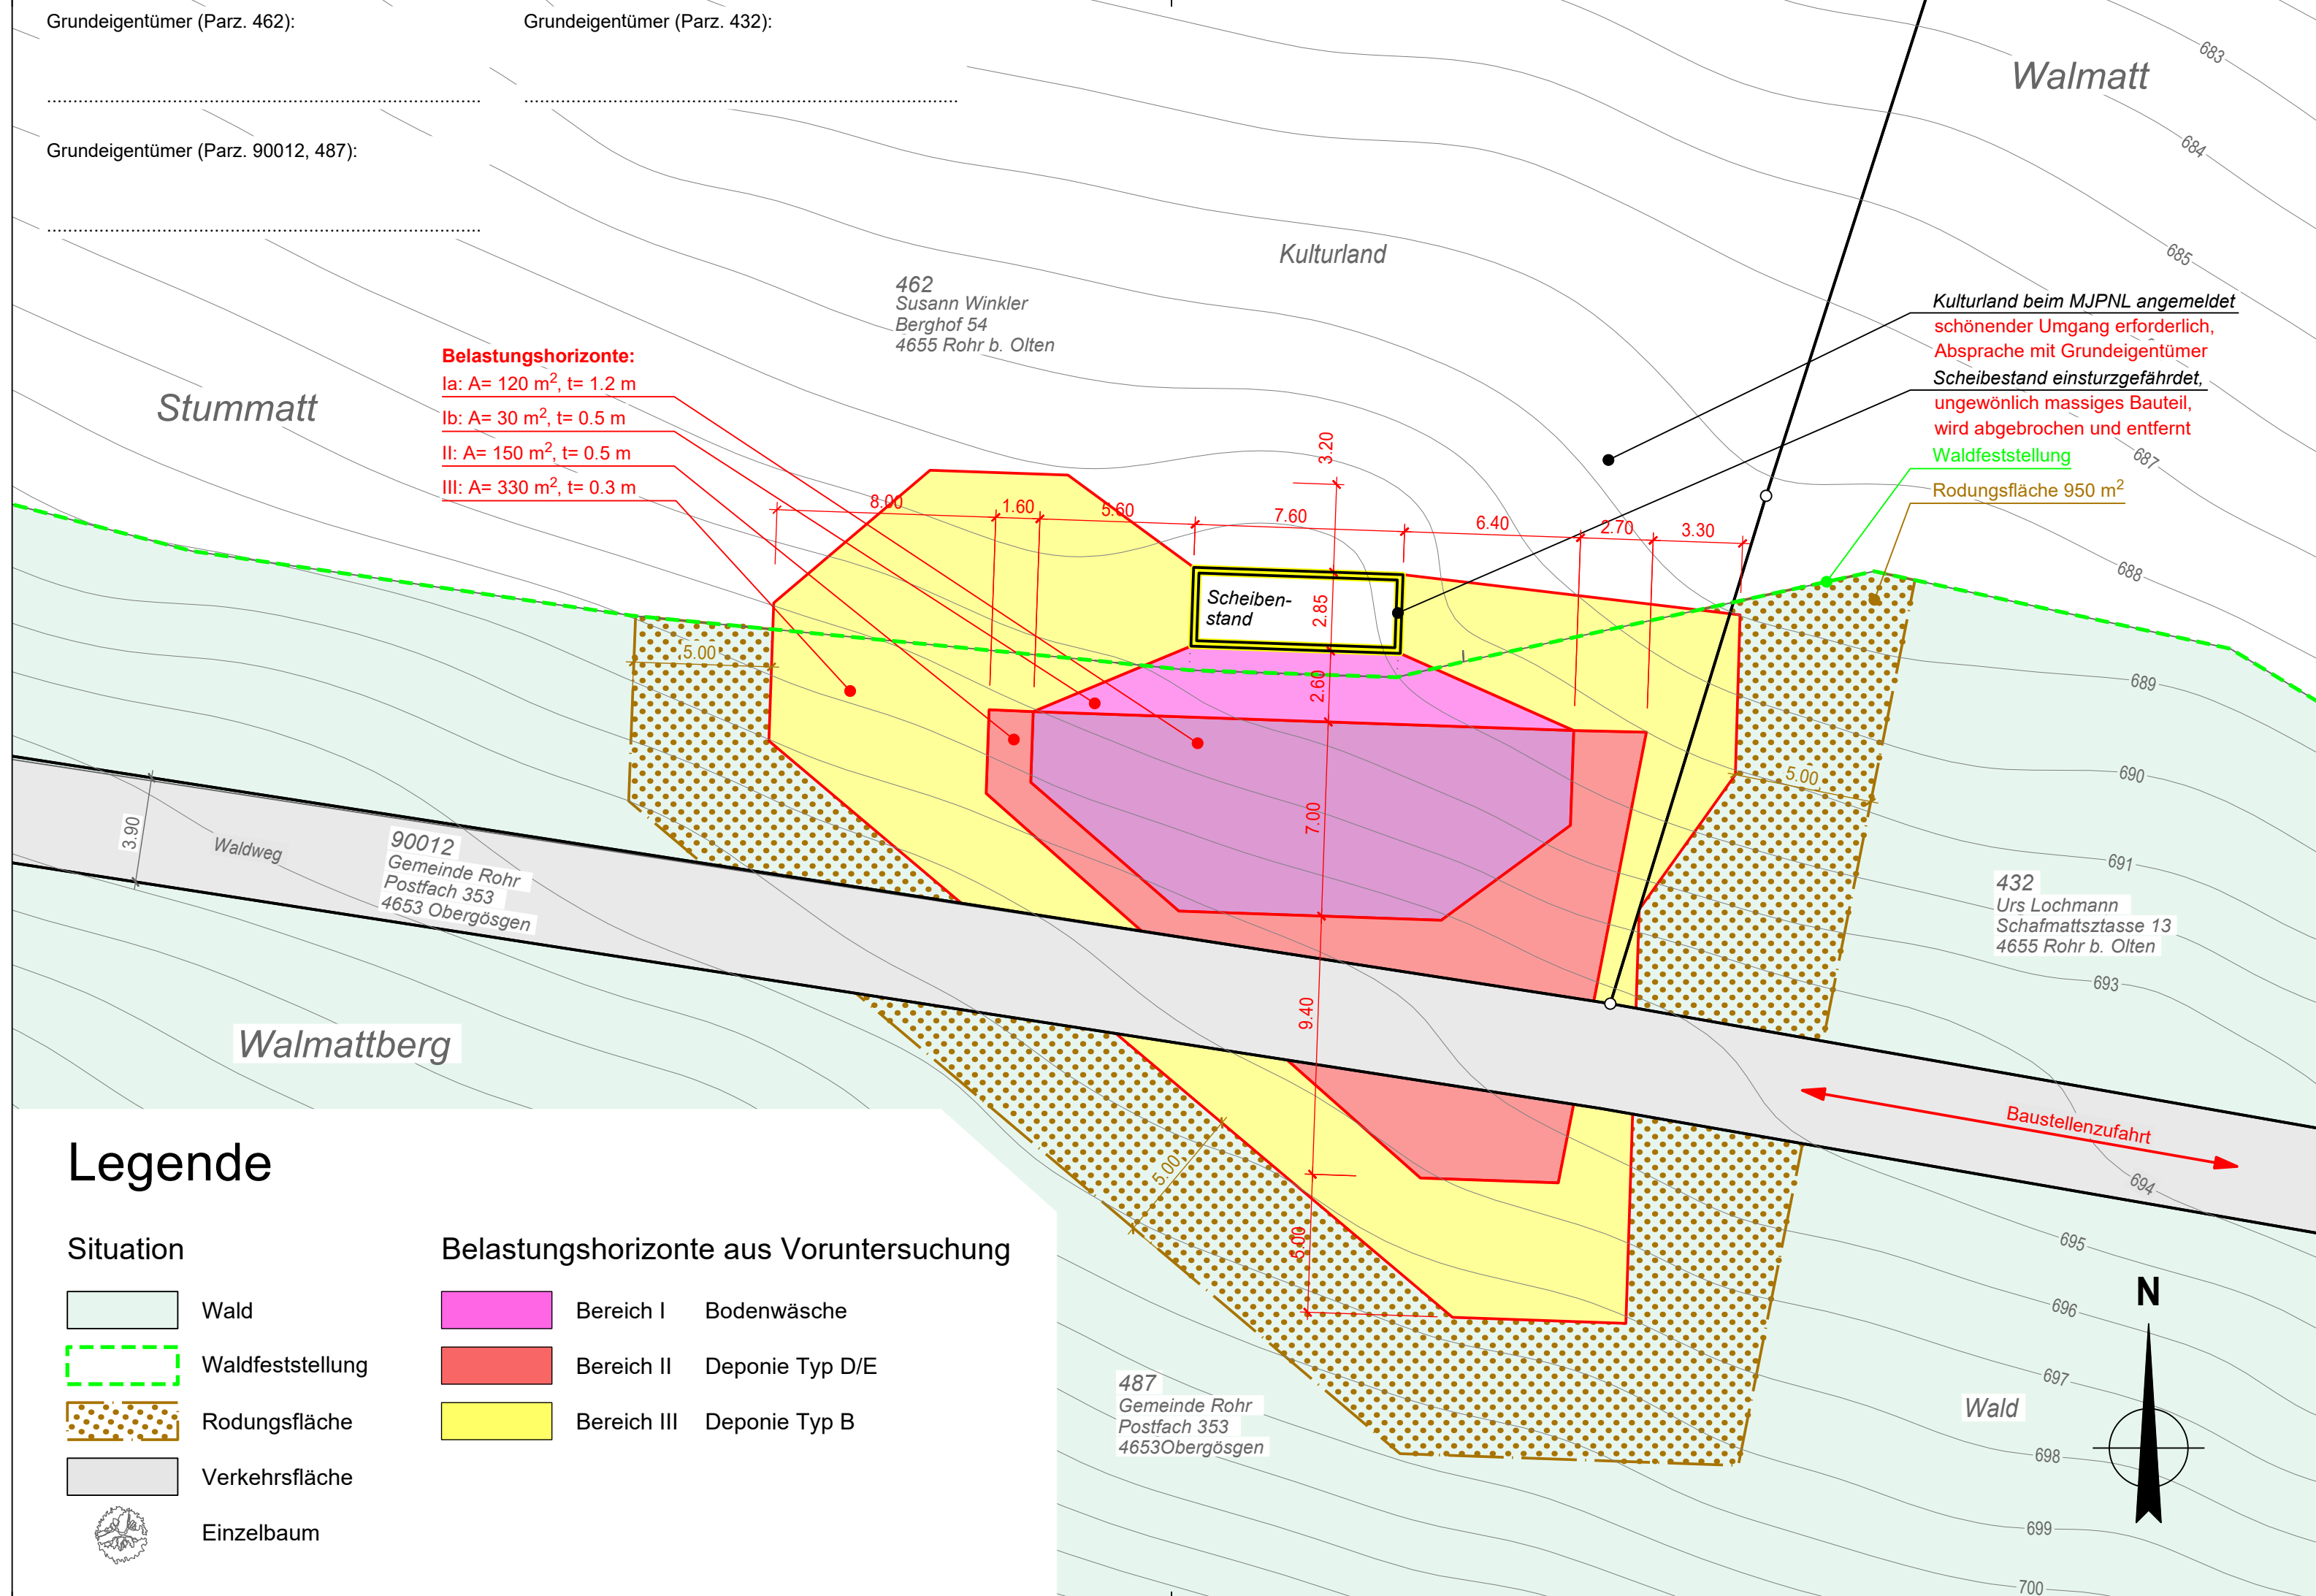 Grundeigentümer (Parz. 462):
Grundeigentümer (Parz. 432):
Grundeigentümer (Parz. 90012, 487):
Walmatt
683
684
685
687
688
689
690
691
693
694
695
696
697
698
699
700
Kulturland
462
Susann Winkler
Berghof 54
4655 Rohr b. Olten
Kulturland beim MJPNL angemeldet
schönender Umgang erforderlich,
Absprache mit Grundeigentümer
Scheibestand einsturzgefährdet,
ungewönlich massiges Bauteil,
wird abgebrochen und entfernt
Waldfeststellung
Rodungsfläche 950 m²
Belastungshorizonte:
Ia: A= 120 m², t= 1.2 m
Ib: A= 30 m², t= 0.5 m
II: A= 150 m², t= 0.5 m
III: A= 330 m², t= 0.3 m
Stummatt
8.00
1.60
5.60
7.60
6.40
2.70
3.30
3.20
2.85
2.60
7.00
9.40
5.00
Scheiben-
stand
5.00
5.00
5.00
3.90
Waldweg
90012
Gemeinde Rohr
Postfach 353
4653 Obergösgen
432
Urs Lochmann
Schafmattsztasse 13
4655 Rohr b. Olten
Walmattberg
Baustellenzufahrt
487
Gemeinde Rohr
Postfach 353
4653Obergösgen
Wald
N
Legende
Situation
Wald
Waldfeststellung
Rodungsfläche
Verkehrsfläche
Einzelbaum
Belastungshorizonte aus Voruntersuchung
Bereich I Bodenwäsche
Bereich II Deponie Typ D/E
Bereich III Deponie Typ B